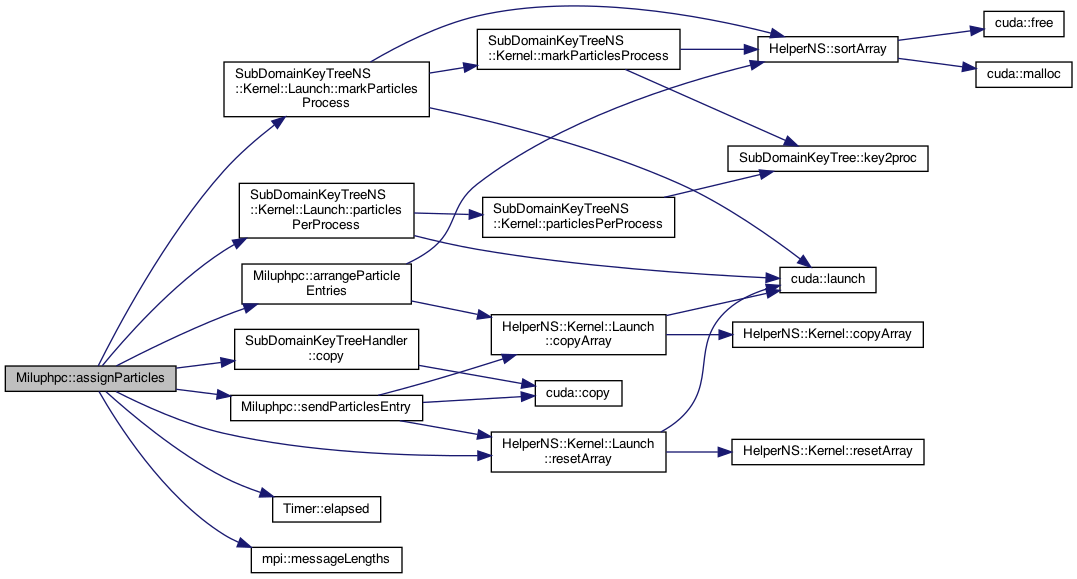 Miluphpc::assignParticles
SubDomainKeyTreeNS
::Kernel::Launch::markParticles
Process
SubDomainKeyTreeNS
::Kernel::Launch::particles
PerProcess
Miluphpc::arrangeParticle
Entries
SubDomainKeyTreeHandler
::copy
Miluphpc::sendParticlesEntry
Timer::elapsed
mpi::messageLengths
SubDomainKeyTreeNS
::Kernel::markParticlesProcess
SubDomainKeyTreeNS
::Kernel::particlesPerProcess
HelperNS::Kernel::Launch
::copyArray
cuda::copy
HelperNS::Kernel::Launch
::resetArray
HelperNS::sortArray
SubDomainKeyTree::key2proc
cuda::launch
HelperNS::Kernel::copyArray
HelperNS::Kernel::resetArray
cuda::free
cuda::malloc